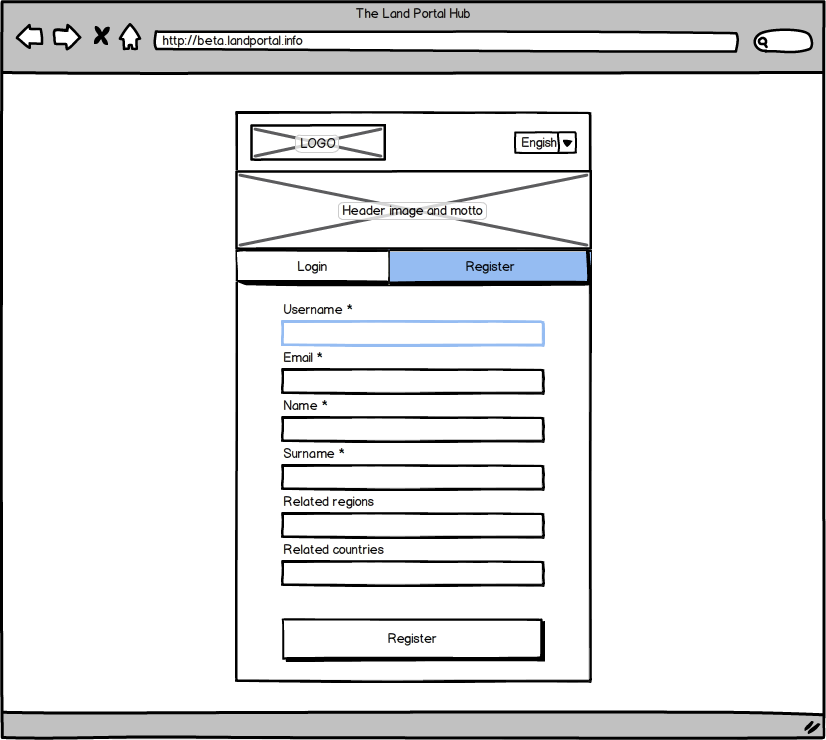 The Land Portal Hub
http://beta.landportal.info
LOGO
Engish
Header image and motto
Login
Register
Username *
Email *
Name *
Surname *
Related regions
Related countries
Register